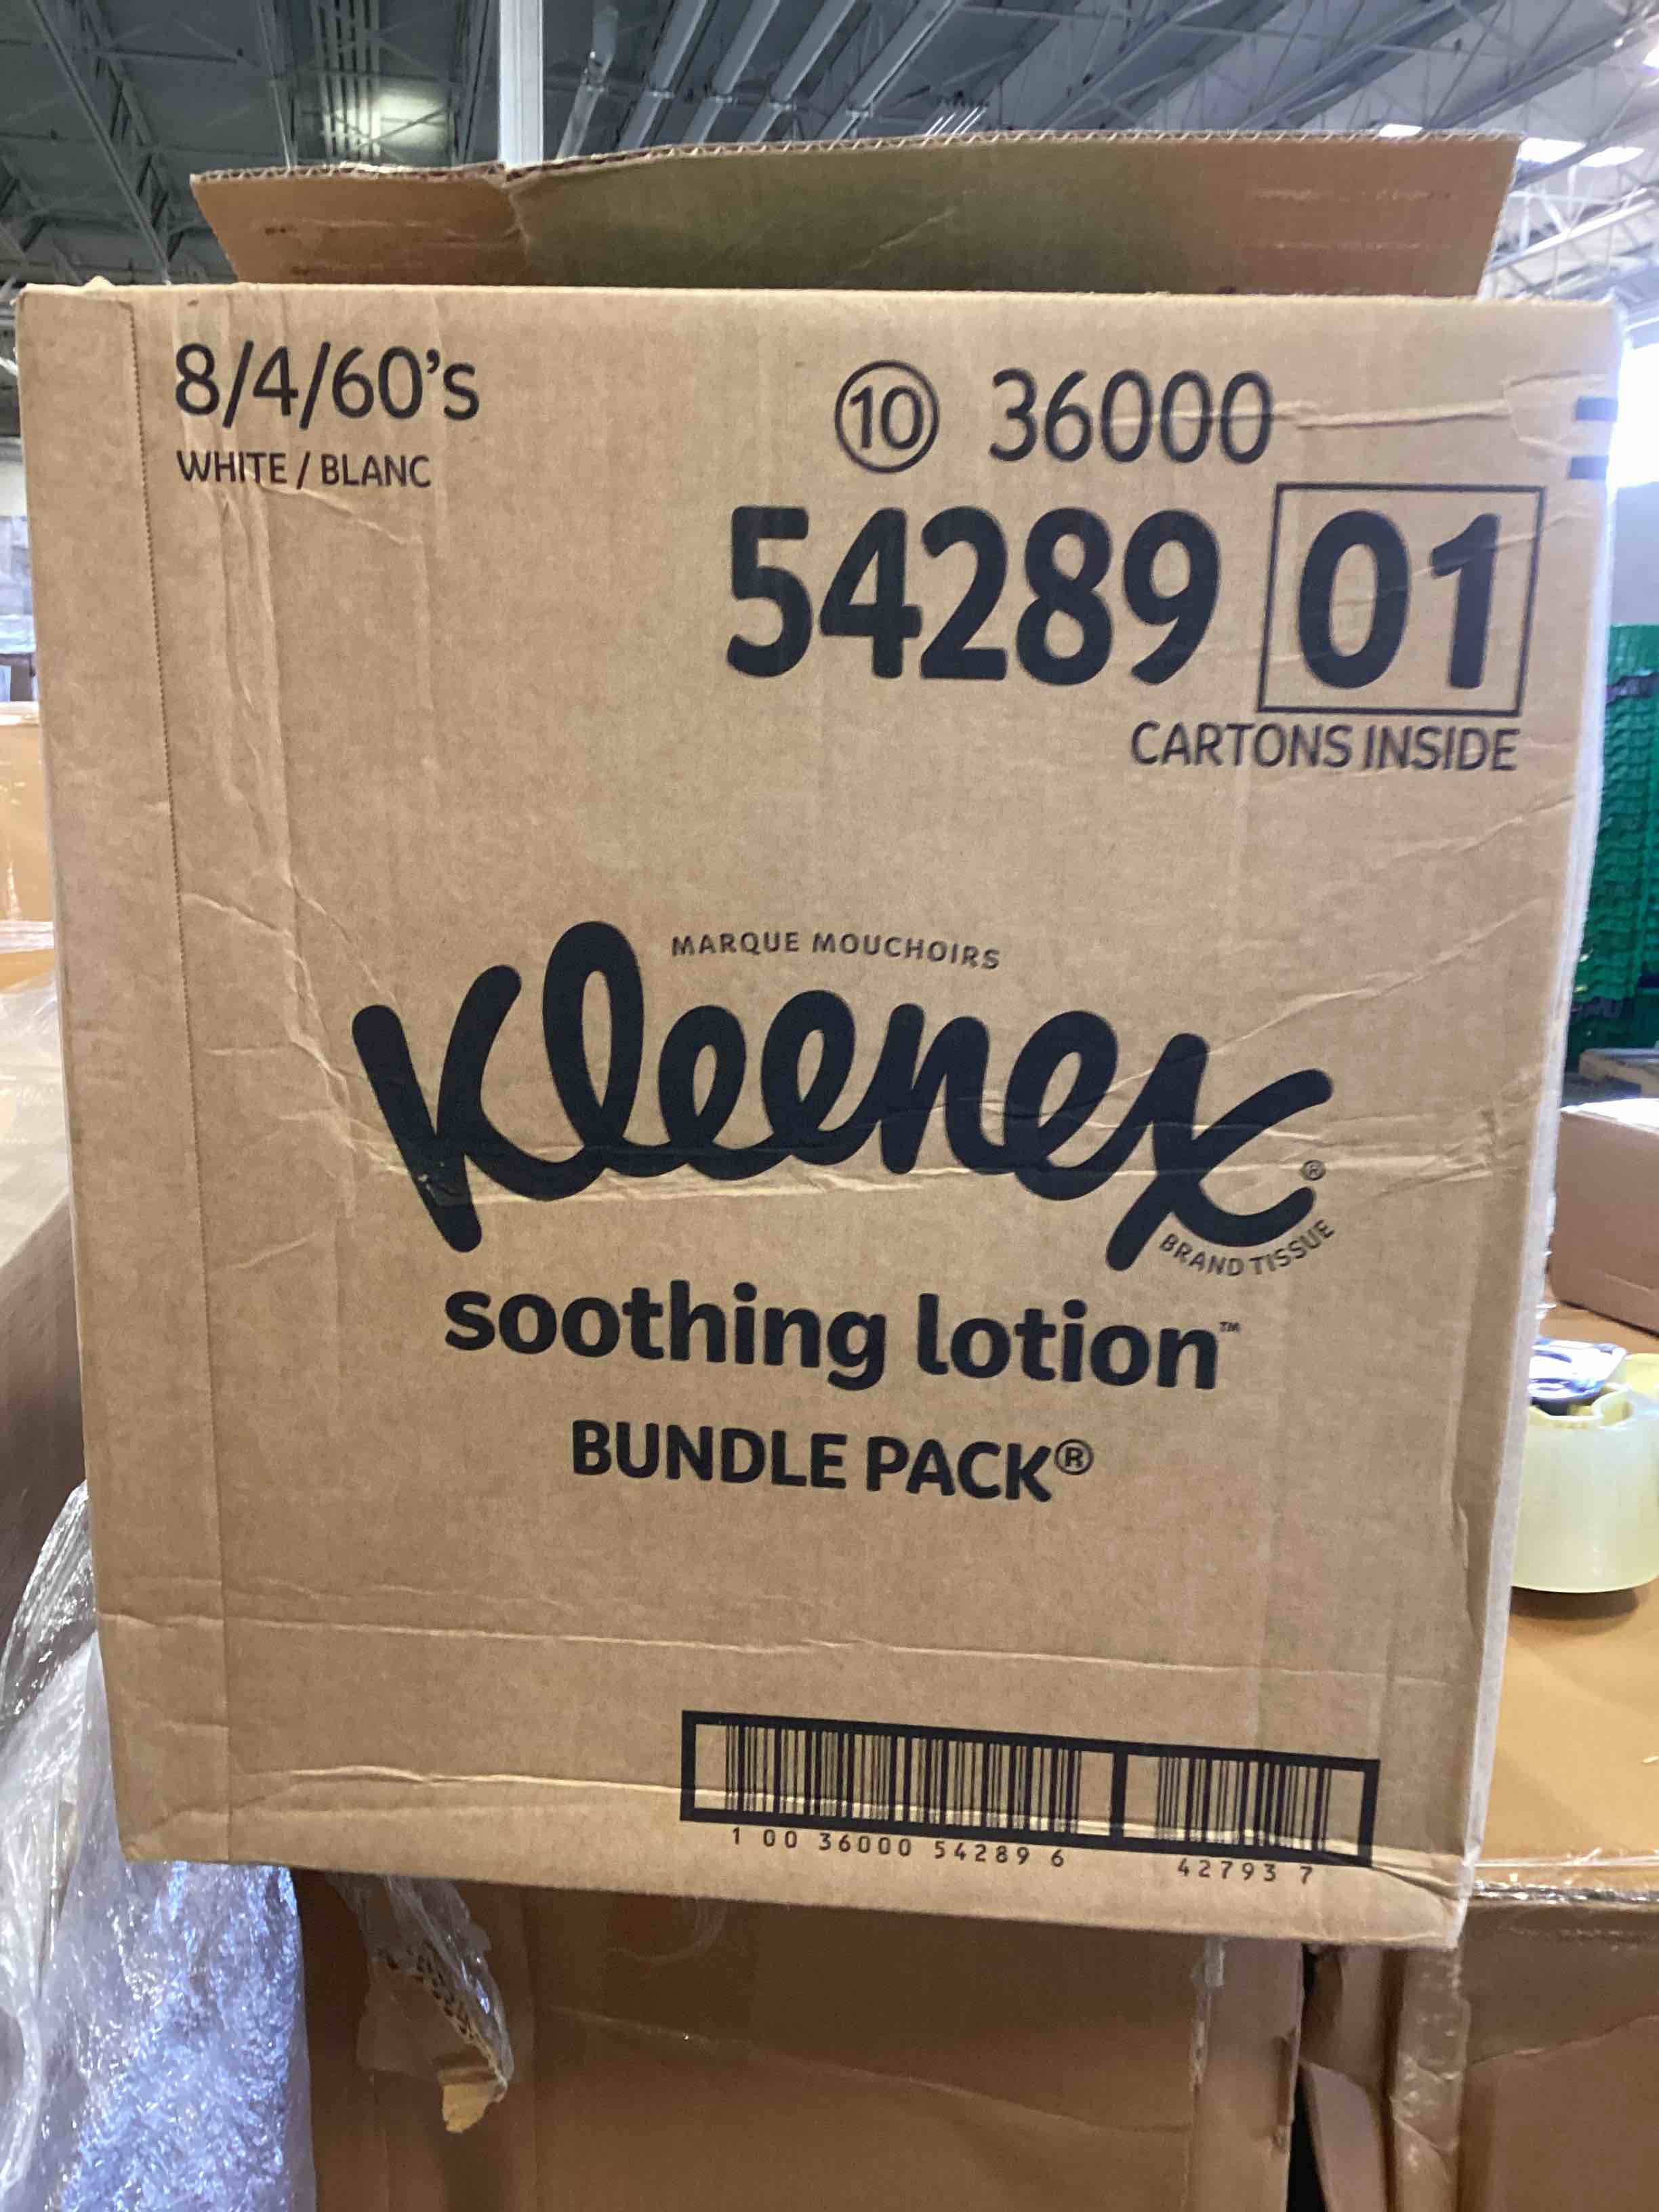 8/4/60's
WHITE / BLANC
10 36000
54289 01
CARTONS INSIDE
MARQUE MOUCHOIRS
Kleenex®
BRAND TISSUE
soothing lotion™
BUNDLE PACK®
1 00 36000 54289 6
42793 7